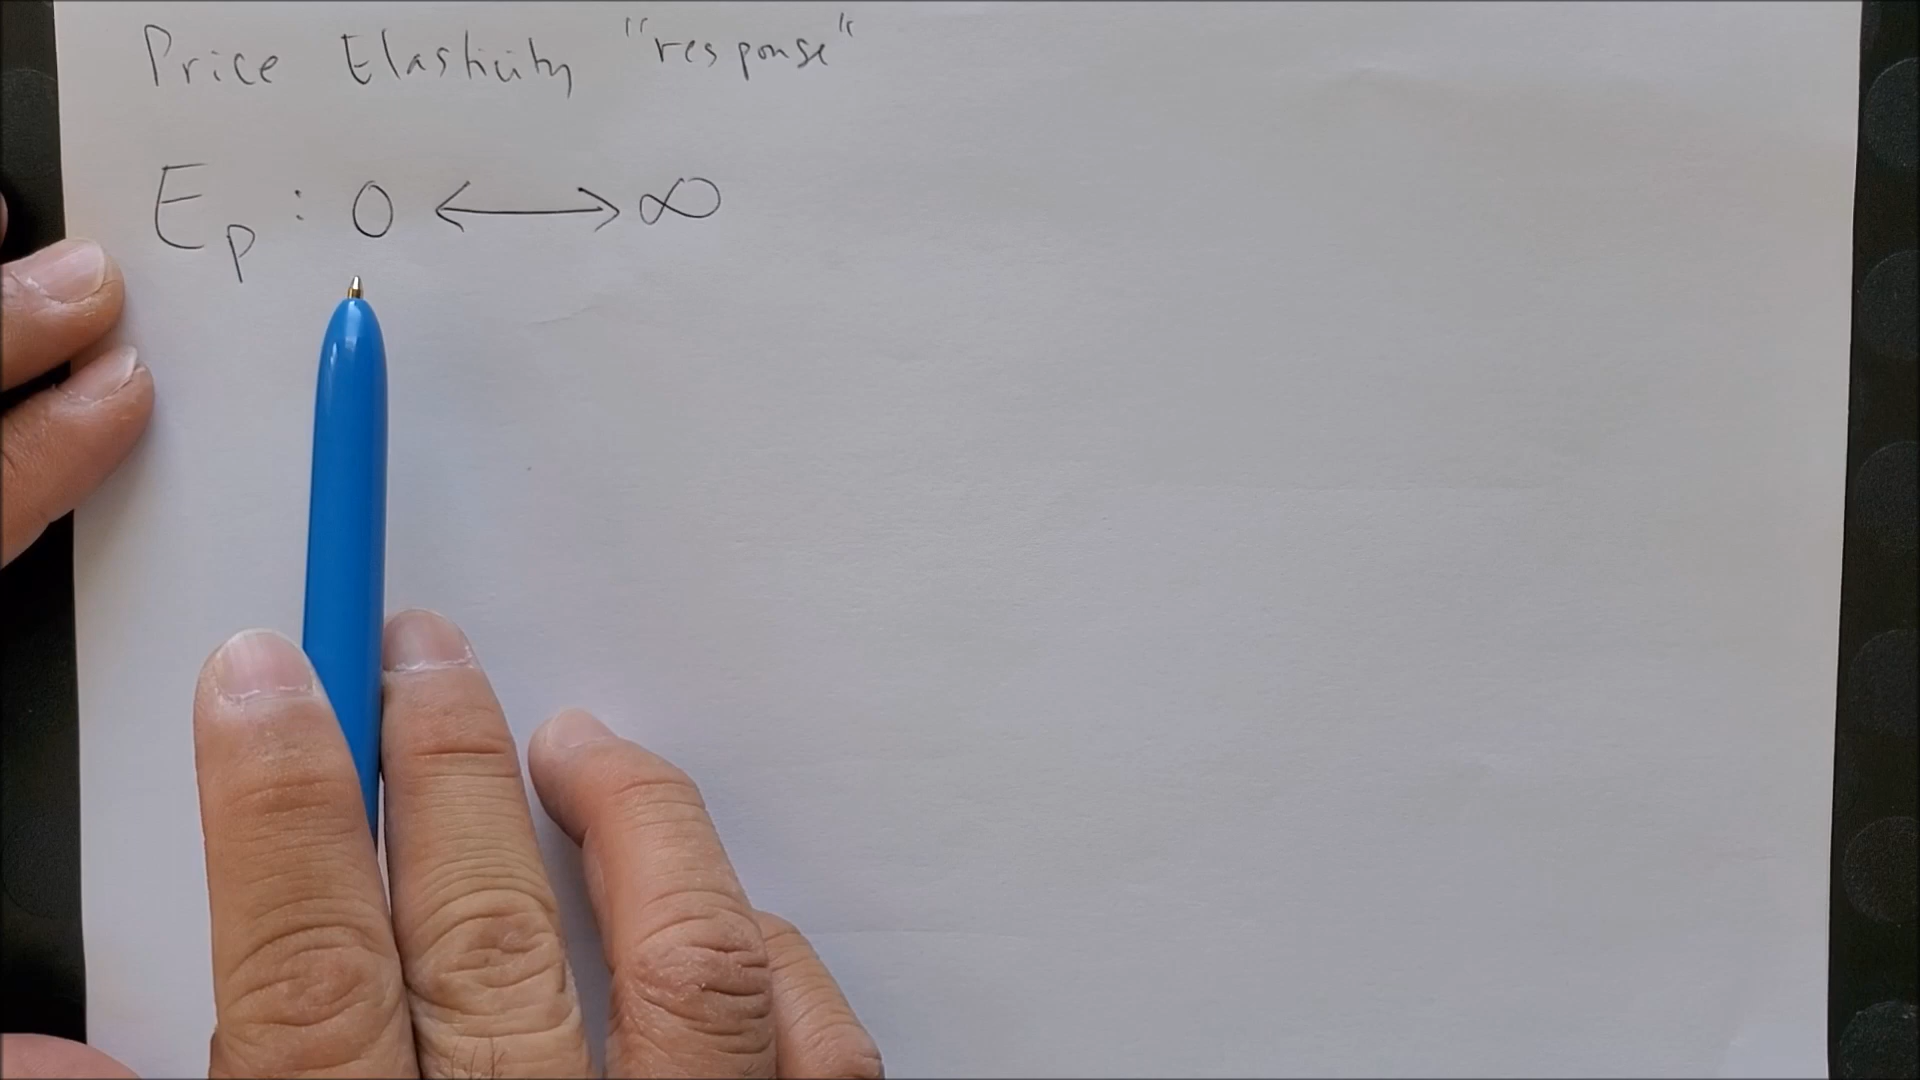 Price Elasticity "response"
Ep : 0 ⟷ ∞